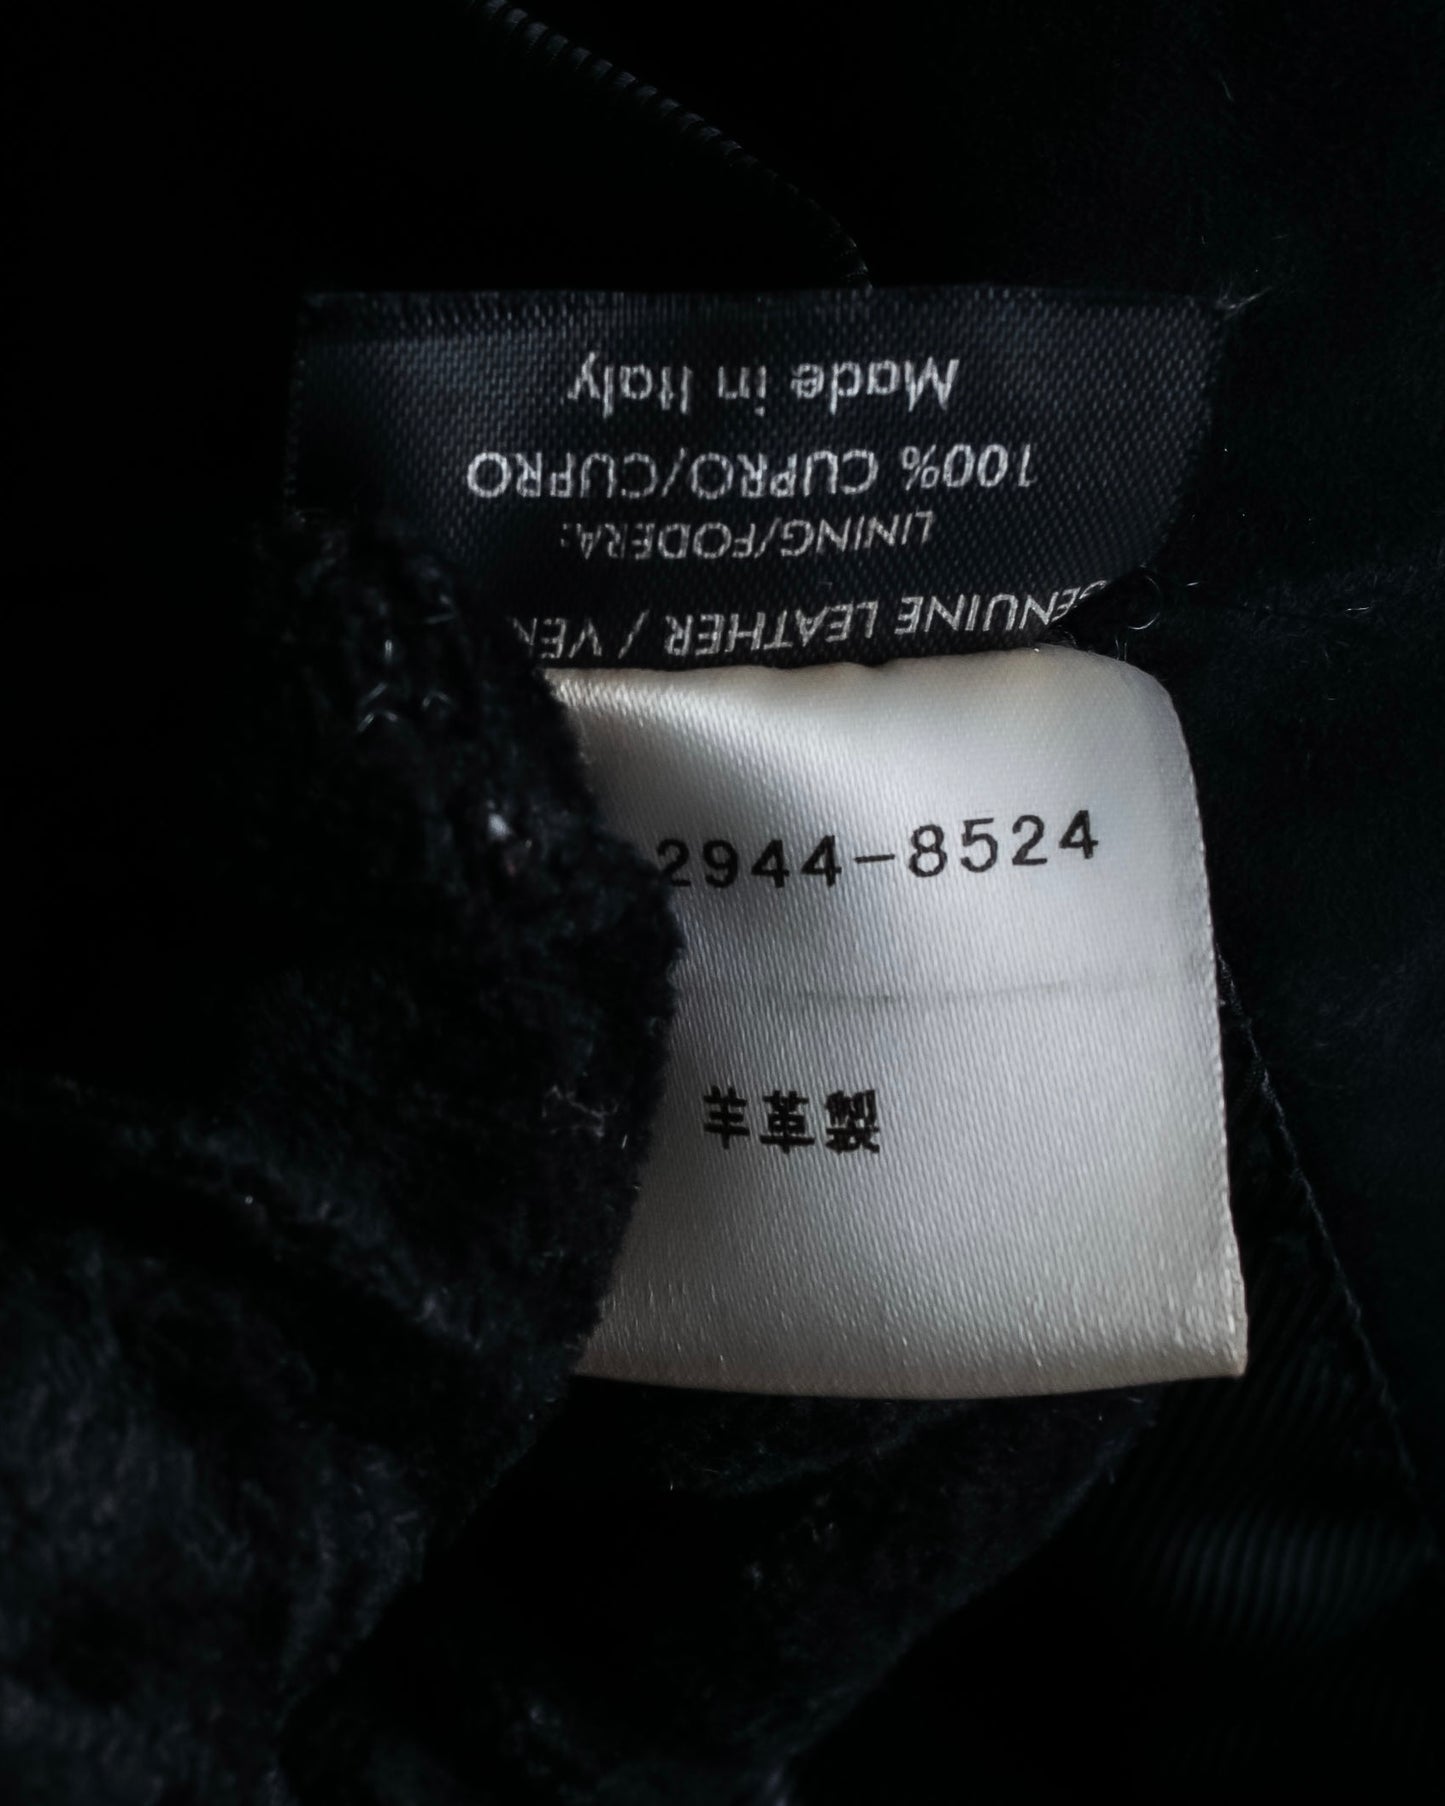 GENUINE LEATHER / VER
LINING/FODERA:
100% CUPRO/CUPRO
Made in Italy
2944-8524
羊革製